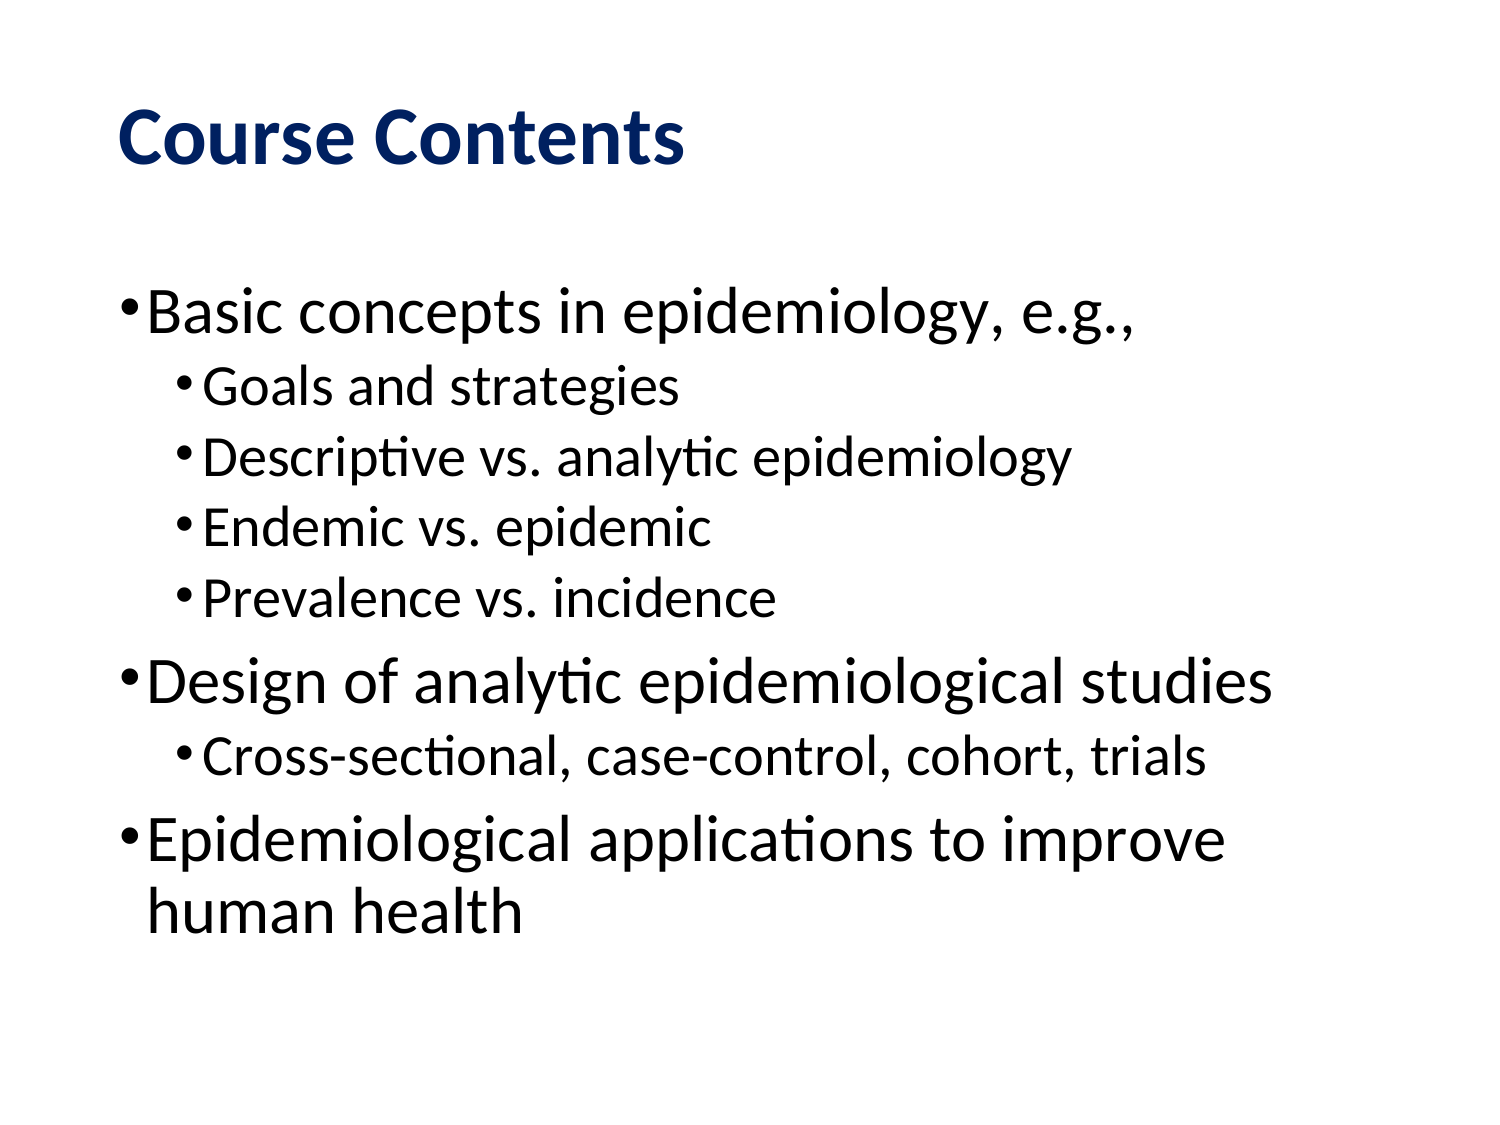 Course Contents
•Basic concepts in epidemiology, e.g.,
•Goals and strategies
•Descriptive vs. analytic epidemiology
•Endemic vs. epidemic
•Prevalence vs. incidence
•Design of analytic epidemiological studies
•Cross-sectional, case-control, cohort, trials
•Epidemiological applications to improve
human health